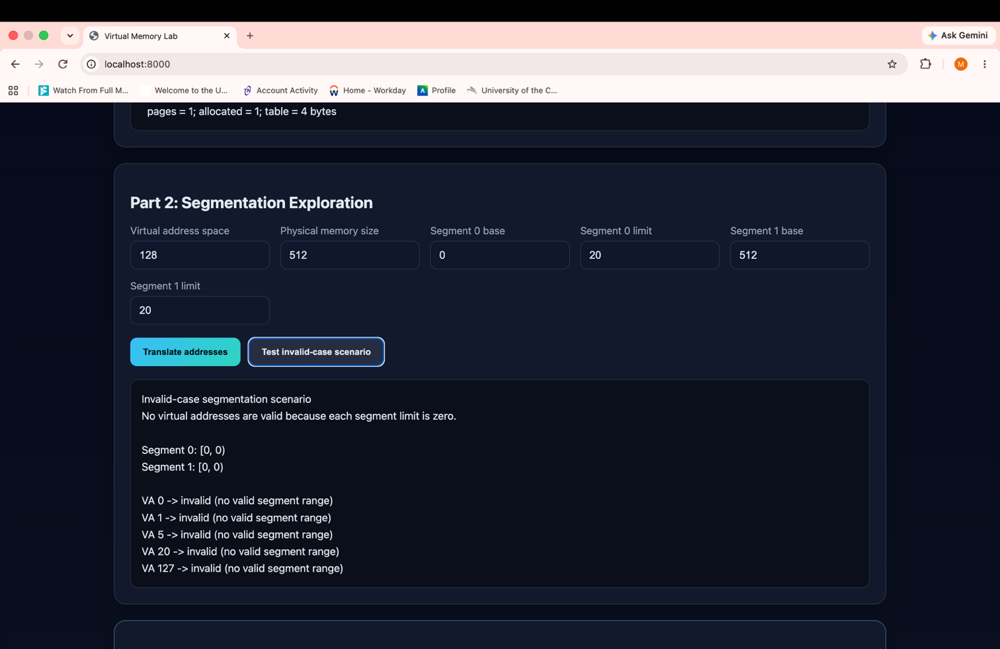 Virtual Memory Lab
Ask Gemini
localhost:8000
M
Watch From Full M...
Welcome to the U...
Account Activity
Home - Workday
Profile
University of the C...
pages = 1; allocated = 1; table = 4 bytes
Part 2: Segmentation Exploration
Virtual address space
Physical memory size
Segment 0 base
Segment 0 limit
Segment 1 base
128
512
0
20
512
Segment 1 limit
20
Translate addresses
Test invalid-case scenario
Invalid-case segmentation scenario
No virtual addresses are valid because each segment limit is zero.
Segment 0: [0, 0)
Segment 1: [0, 0)
VA 0 -> invalid (no valid segment range)
VA 1 -> invalid (no valid segment range)
VA 5 -> invalid (no valid segment range)
VA 20 -> invalid (no valid segment range)
VA 127 -> invalid (no valid segment range)